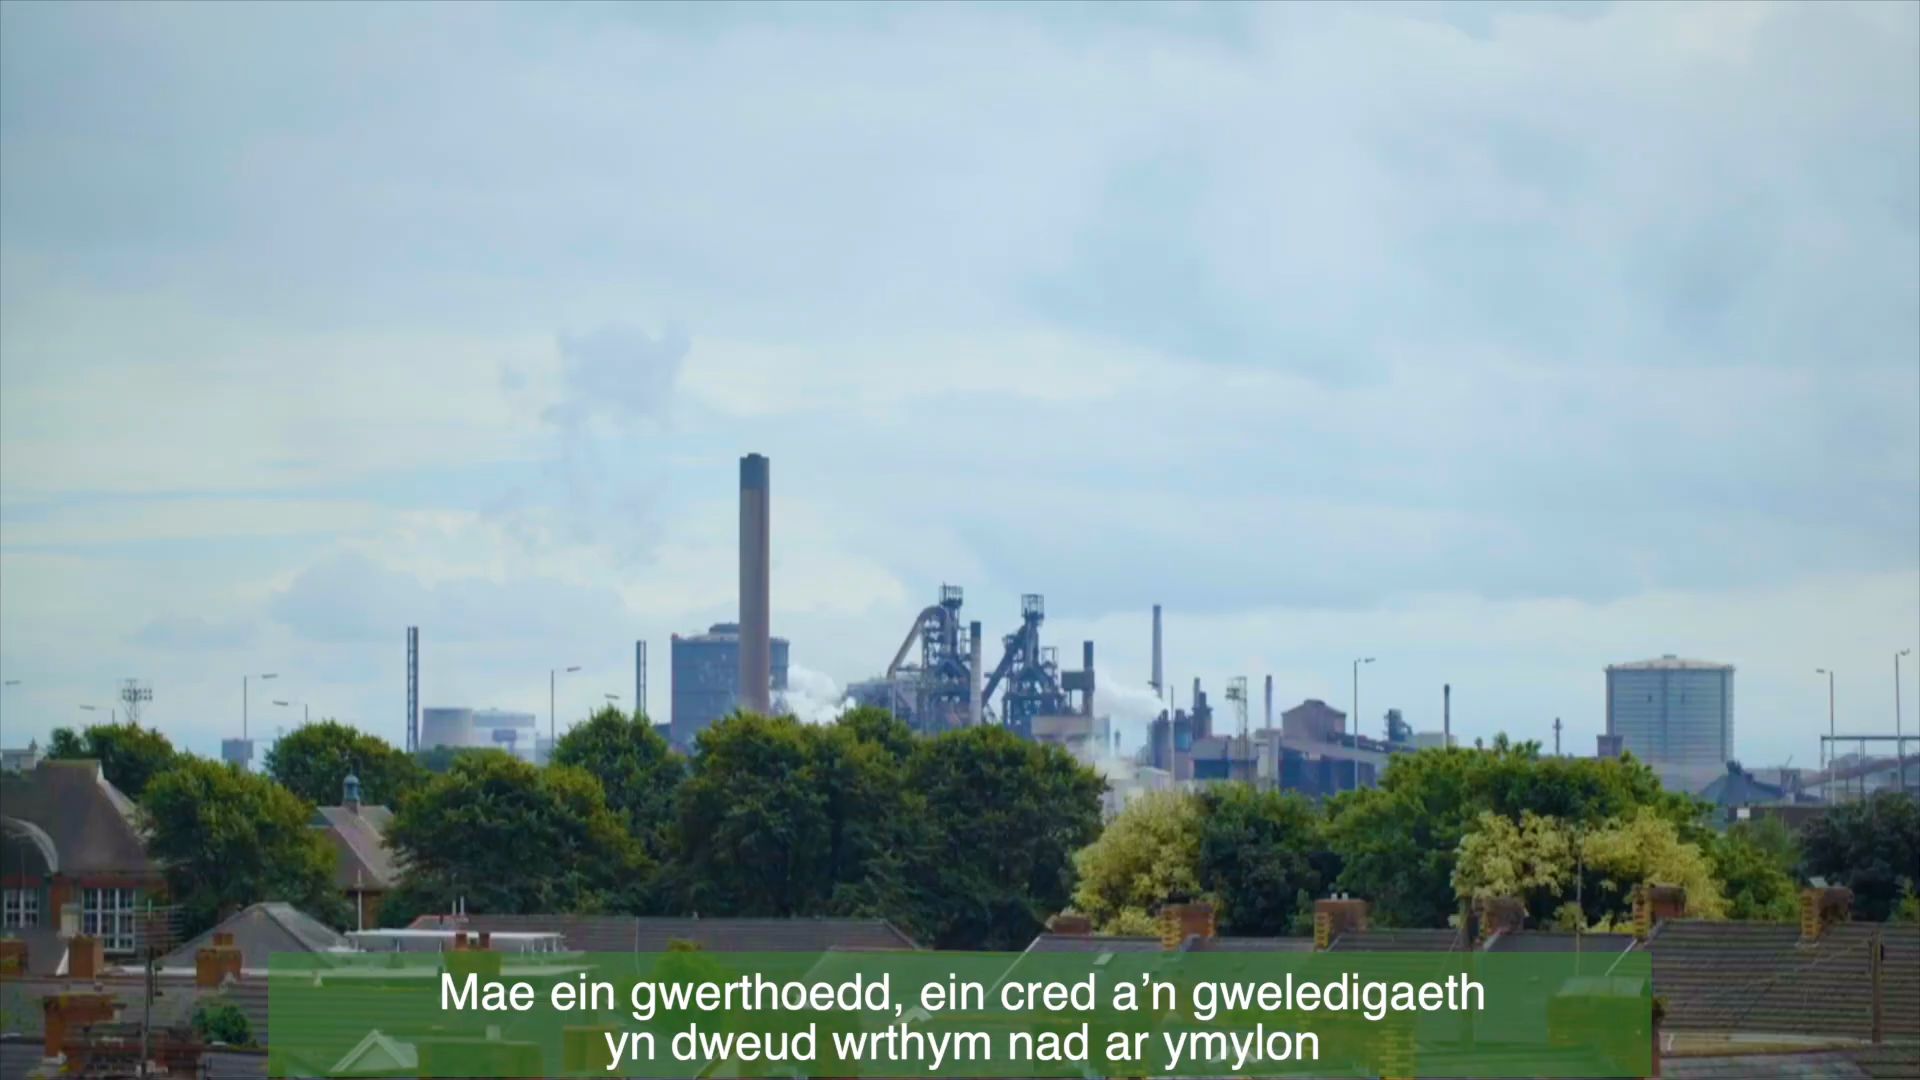 Mae ein gwerthoedd, ein cred a’n gweledigaeth
yn dweud wrthym nad ar ymylon